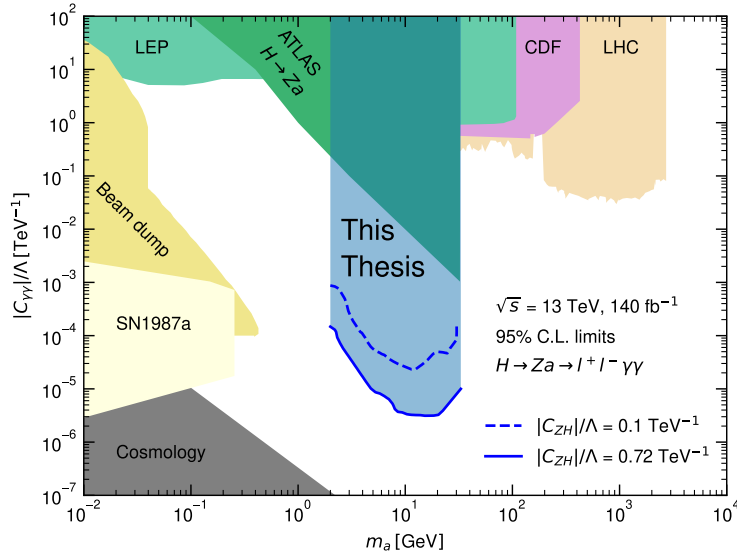 10²
10¹
10⁰
10⁻¹
10⁻²
10⁻³
10⁻⁴
10⁻⁵
10⁻⁶
10⁻⁷
|C_γγ|/Λ [TeV⁻¹]
LEP
ATLAS
H → Za
CDF
LHC
Beam dump
This
Thesis
SN1987a
Cosmology
√s = 13 TeV, 140 fb⁻¹
95% C.L. limits
H → Za → l⁺l⁻γγ
|C_ZH|/Λ = 0.1 TeV⁻¹
|C_ZH|/Λ = 0.72 TeV⁻¹
10⁻² 10⁻¹ 10⁰ 10¹ 10² 10³ 10⁴
m_a [GeV]